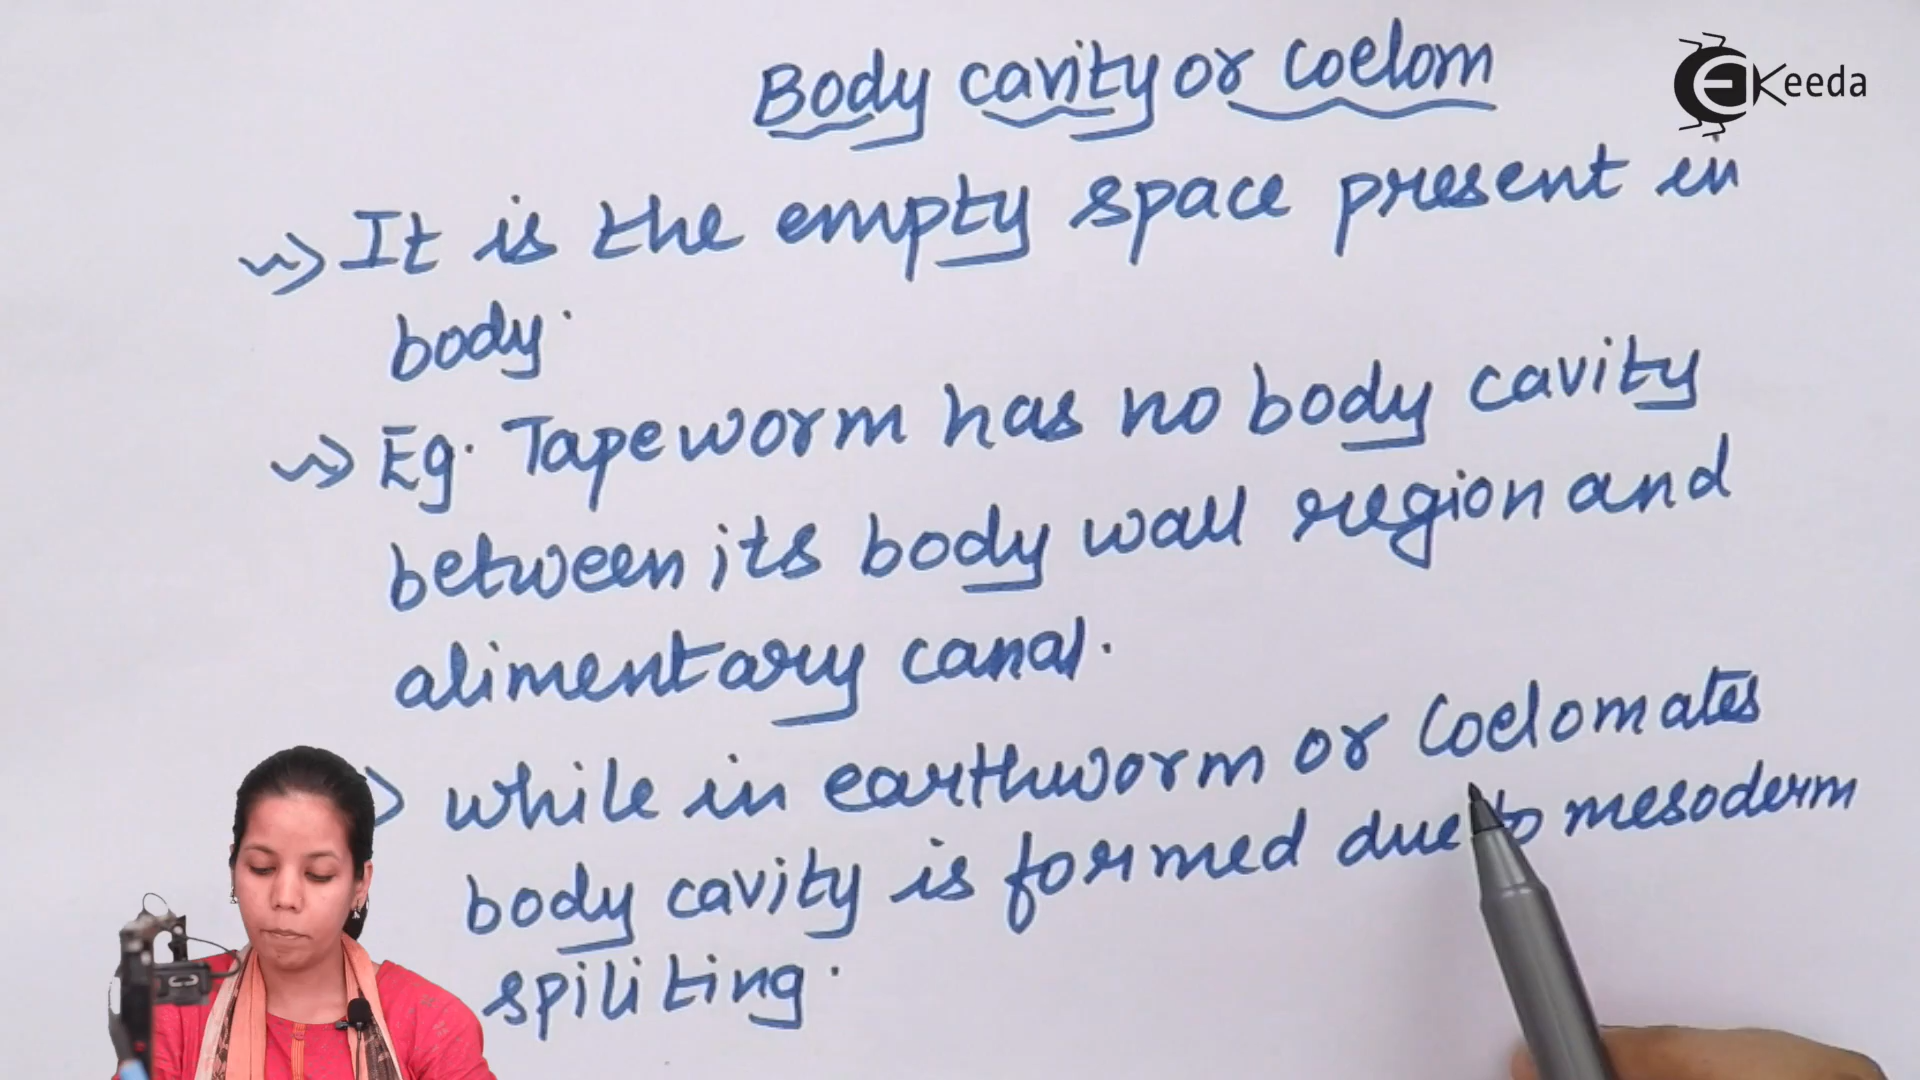 Body cavity or Coelom
EKeeda
It is the empty space present in
body.
Eg. Tapeworm has no body cavity
between its body wall region and
alimentary canal.
while in earthworm or Coelomates
body cavity is formed due to mesoderm
spiliting.